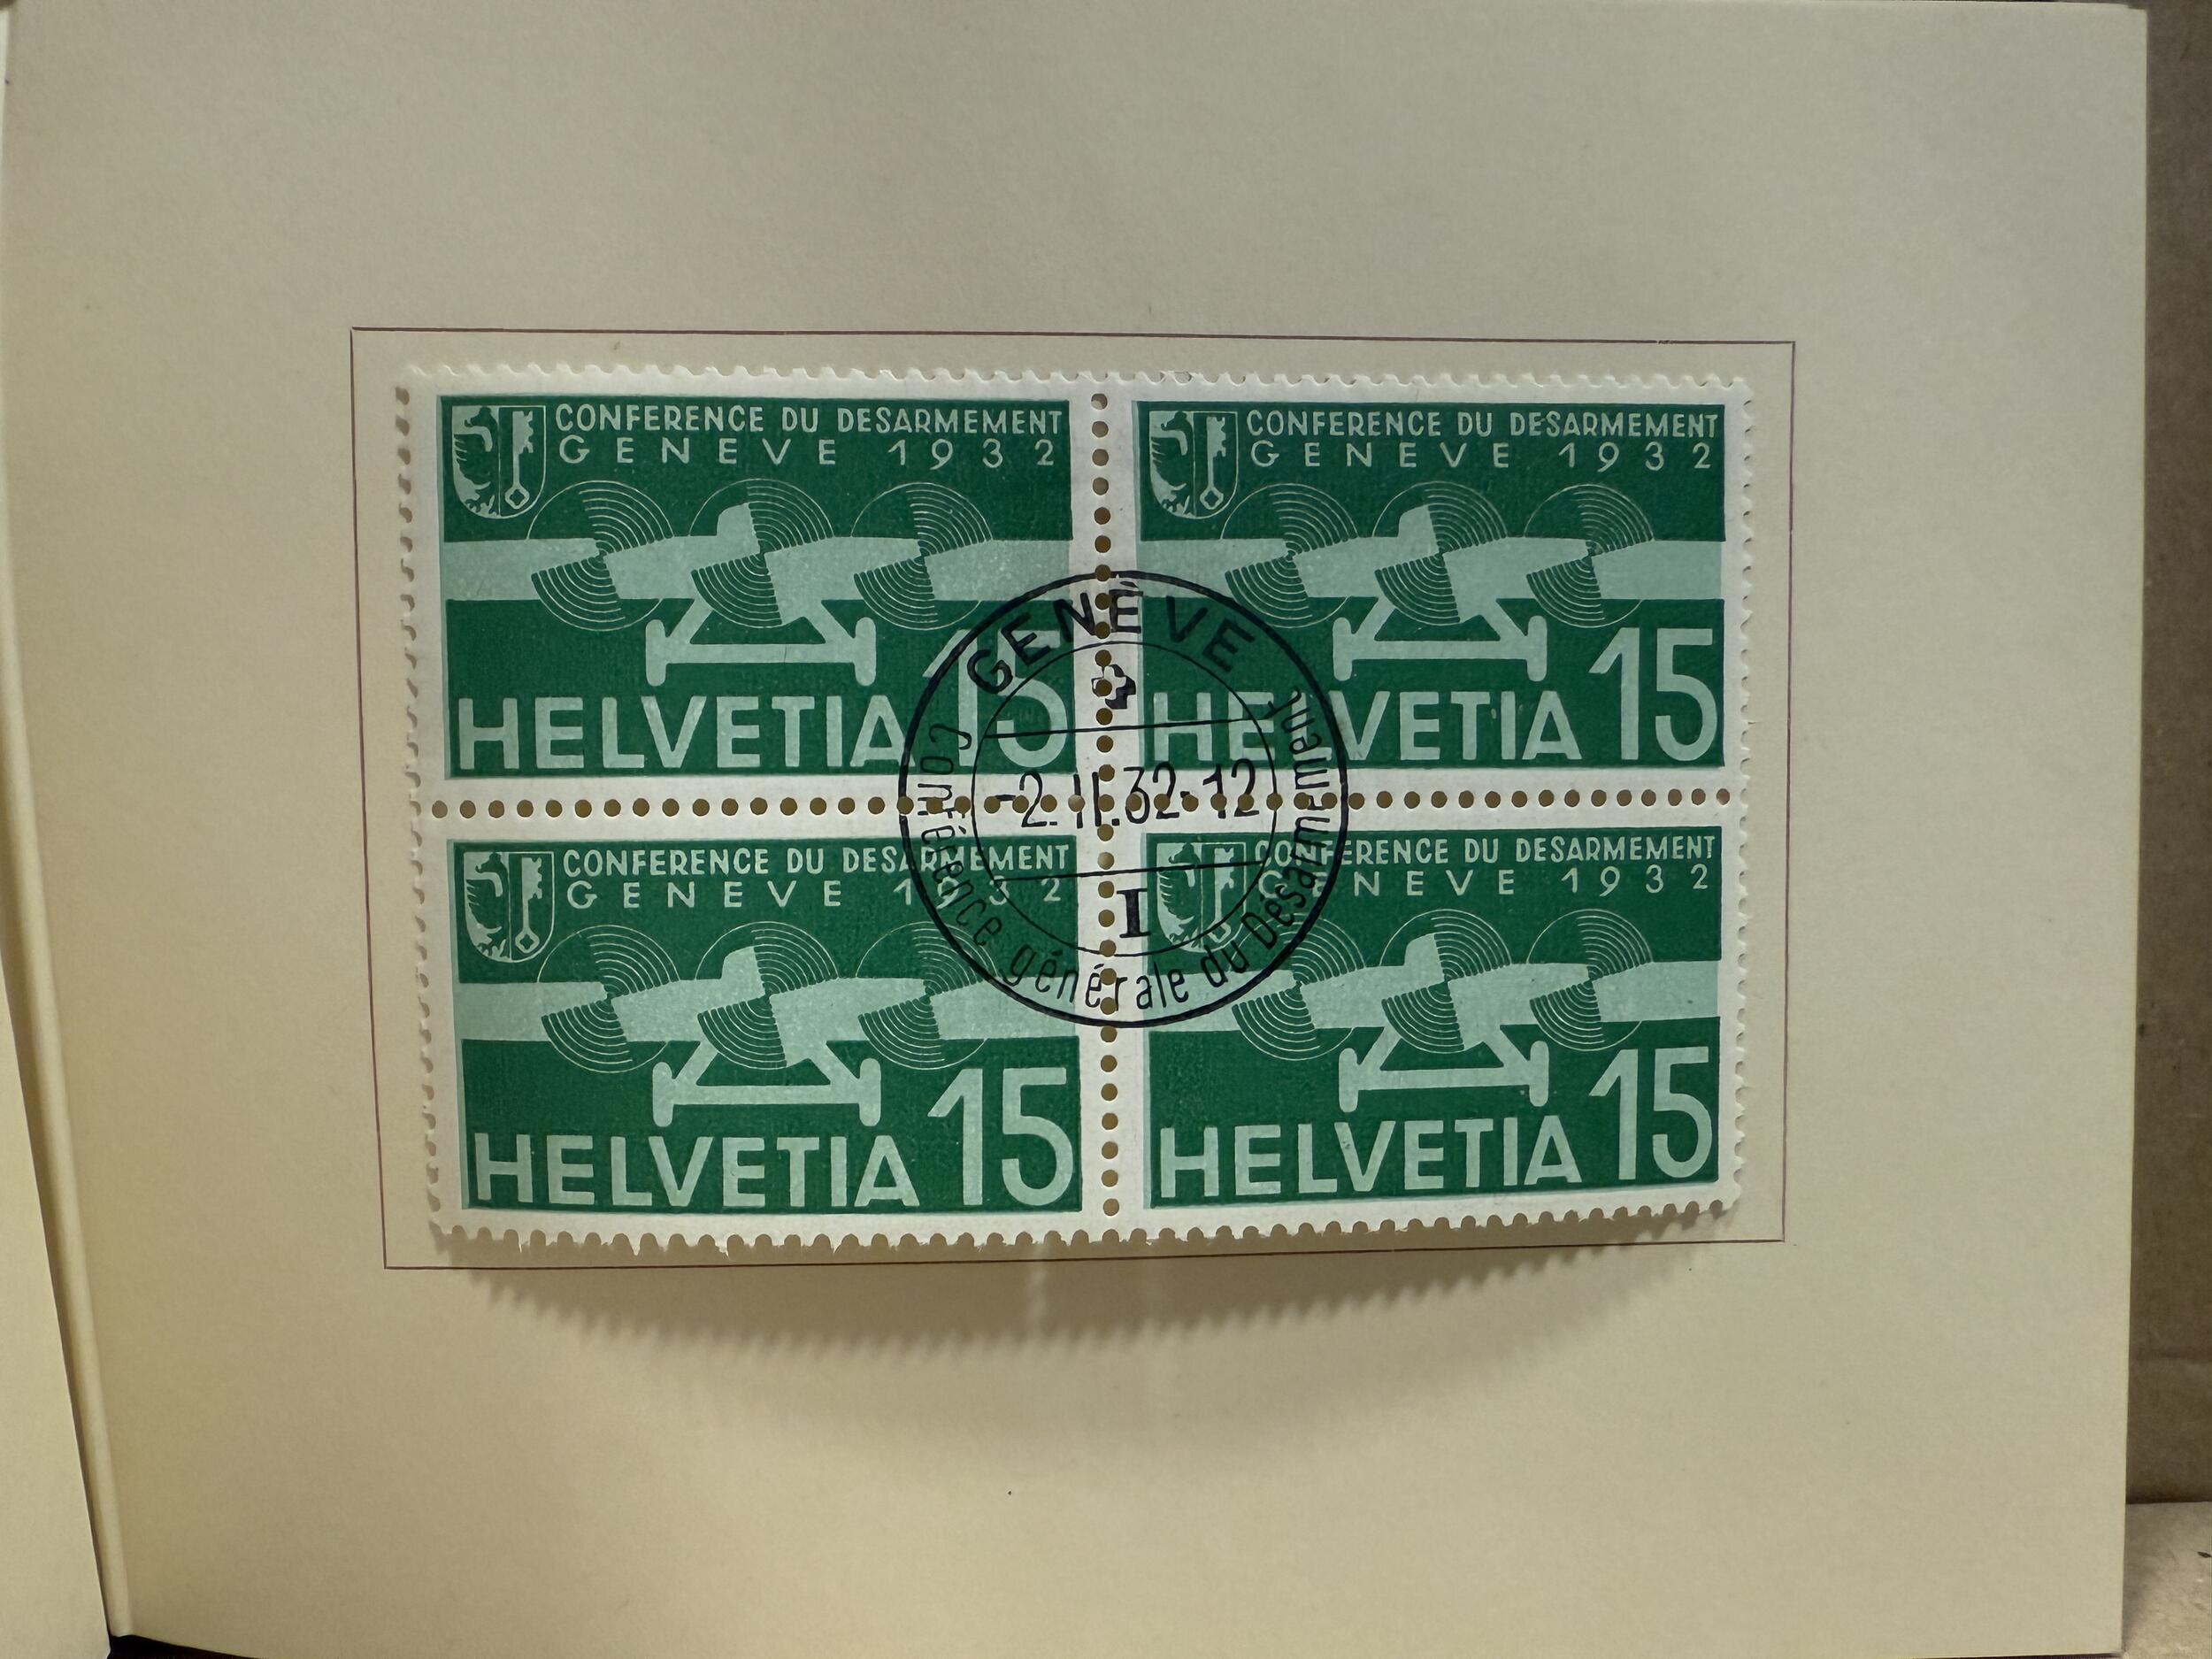 CONFERENCE DU DESARMEMENT
GENEVE 1932
HELVETIA 15
CONFERENCE DU DESARMEMENT
GENEVE 1932
HELVETIA 15
GENÈVE
-2.II.32-12
I
Conférence générale du Désarmement
CONFERENCE DU DESARMEMENT
GENEVE 1932
HELVETIA 15
CONFERENCE DU DESARMEMENT
GENEVE 1932
HELVETIA 15